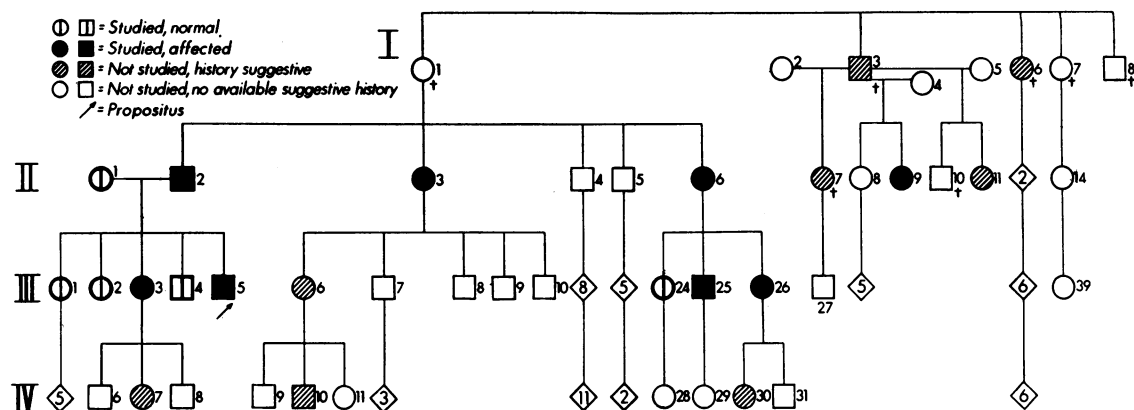 = Studied, normal
= Studied, affected
= Not studied, history suggestive
= Not studied, no available suggestive history
= Propositus
I
1 †
2 3 † 4 5 6 † 7 † 8 †
II
1 2 3 4 5 6 7 † 8 9 10 † 11 2 14
III
1 2 3 4 5 6 7 8 9 10 8 5 24 25 26 27 5 6 39
IV
5 6 7 8 9 10 11 3 11 2 28 29 30 31 6